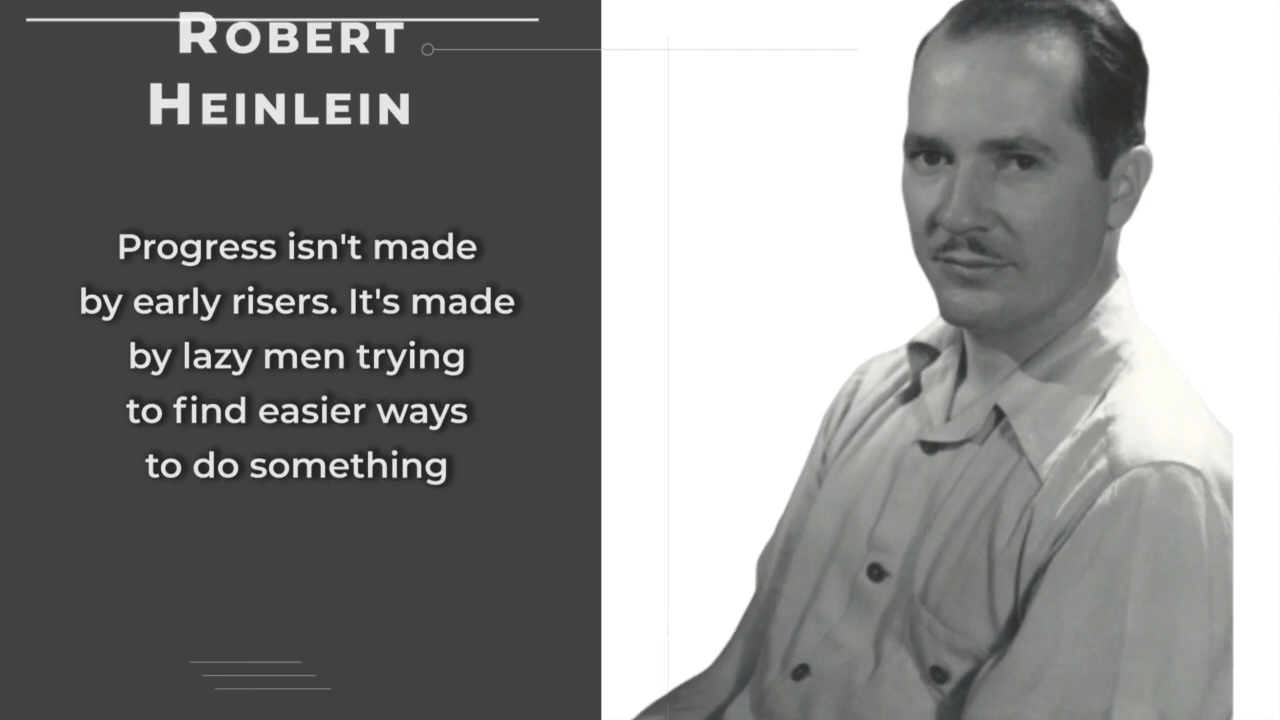 ROBERT
HEINLEIN
Progress isn't made
by early risers. It's made
by lazy men trying
to find easier ways
to do something